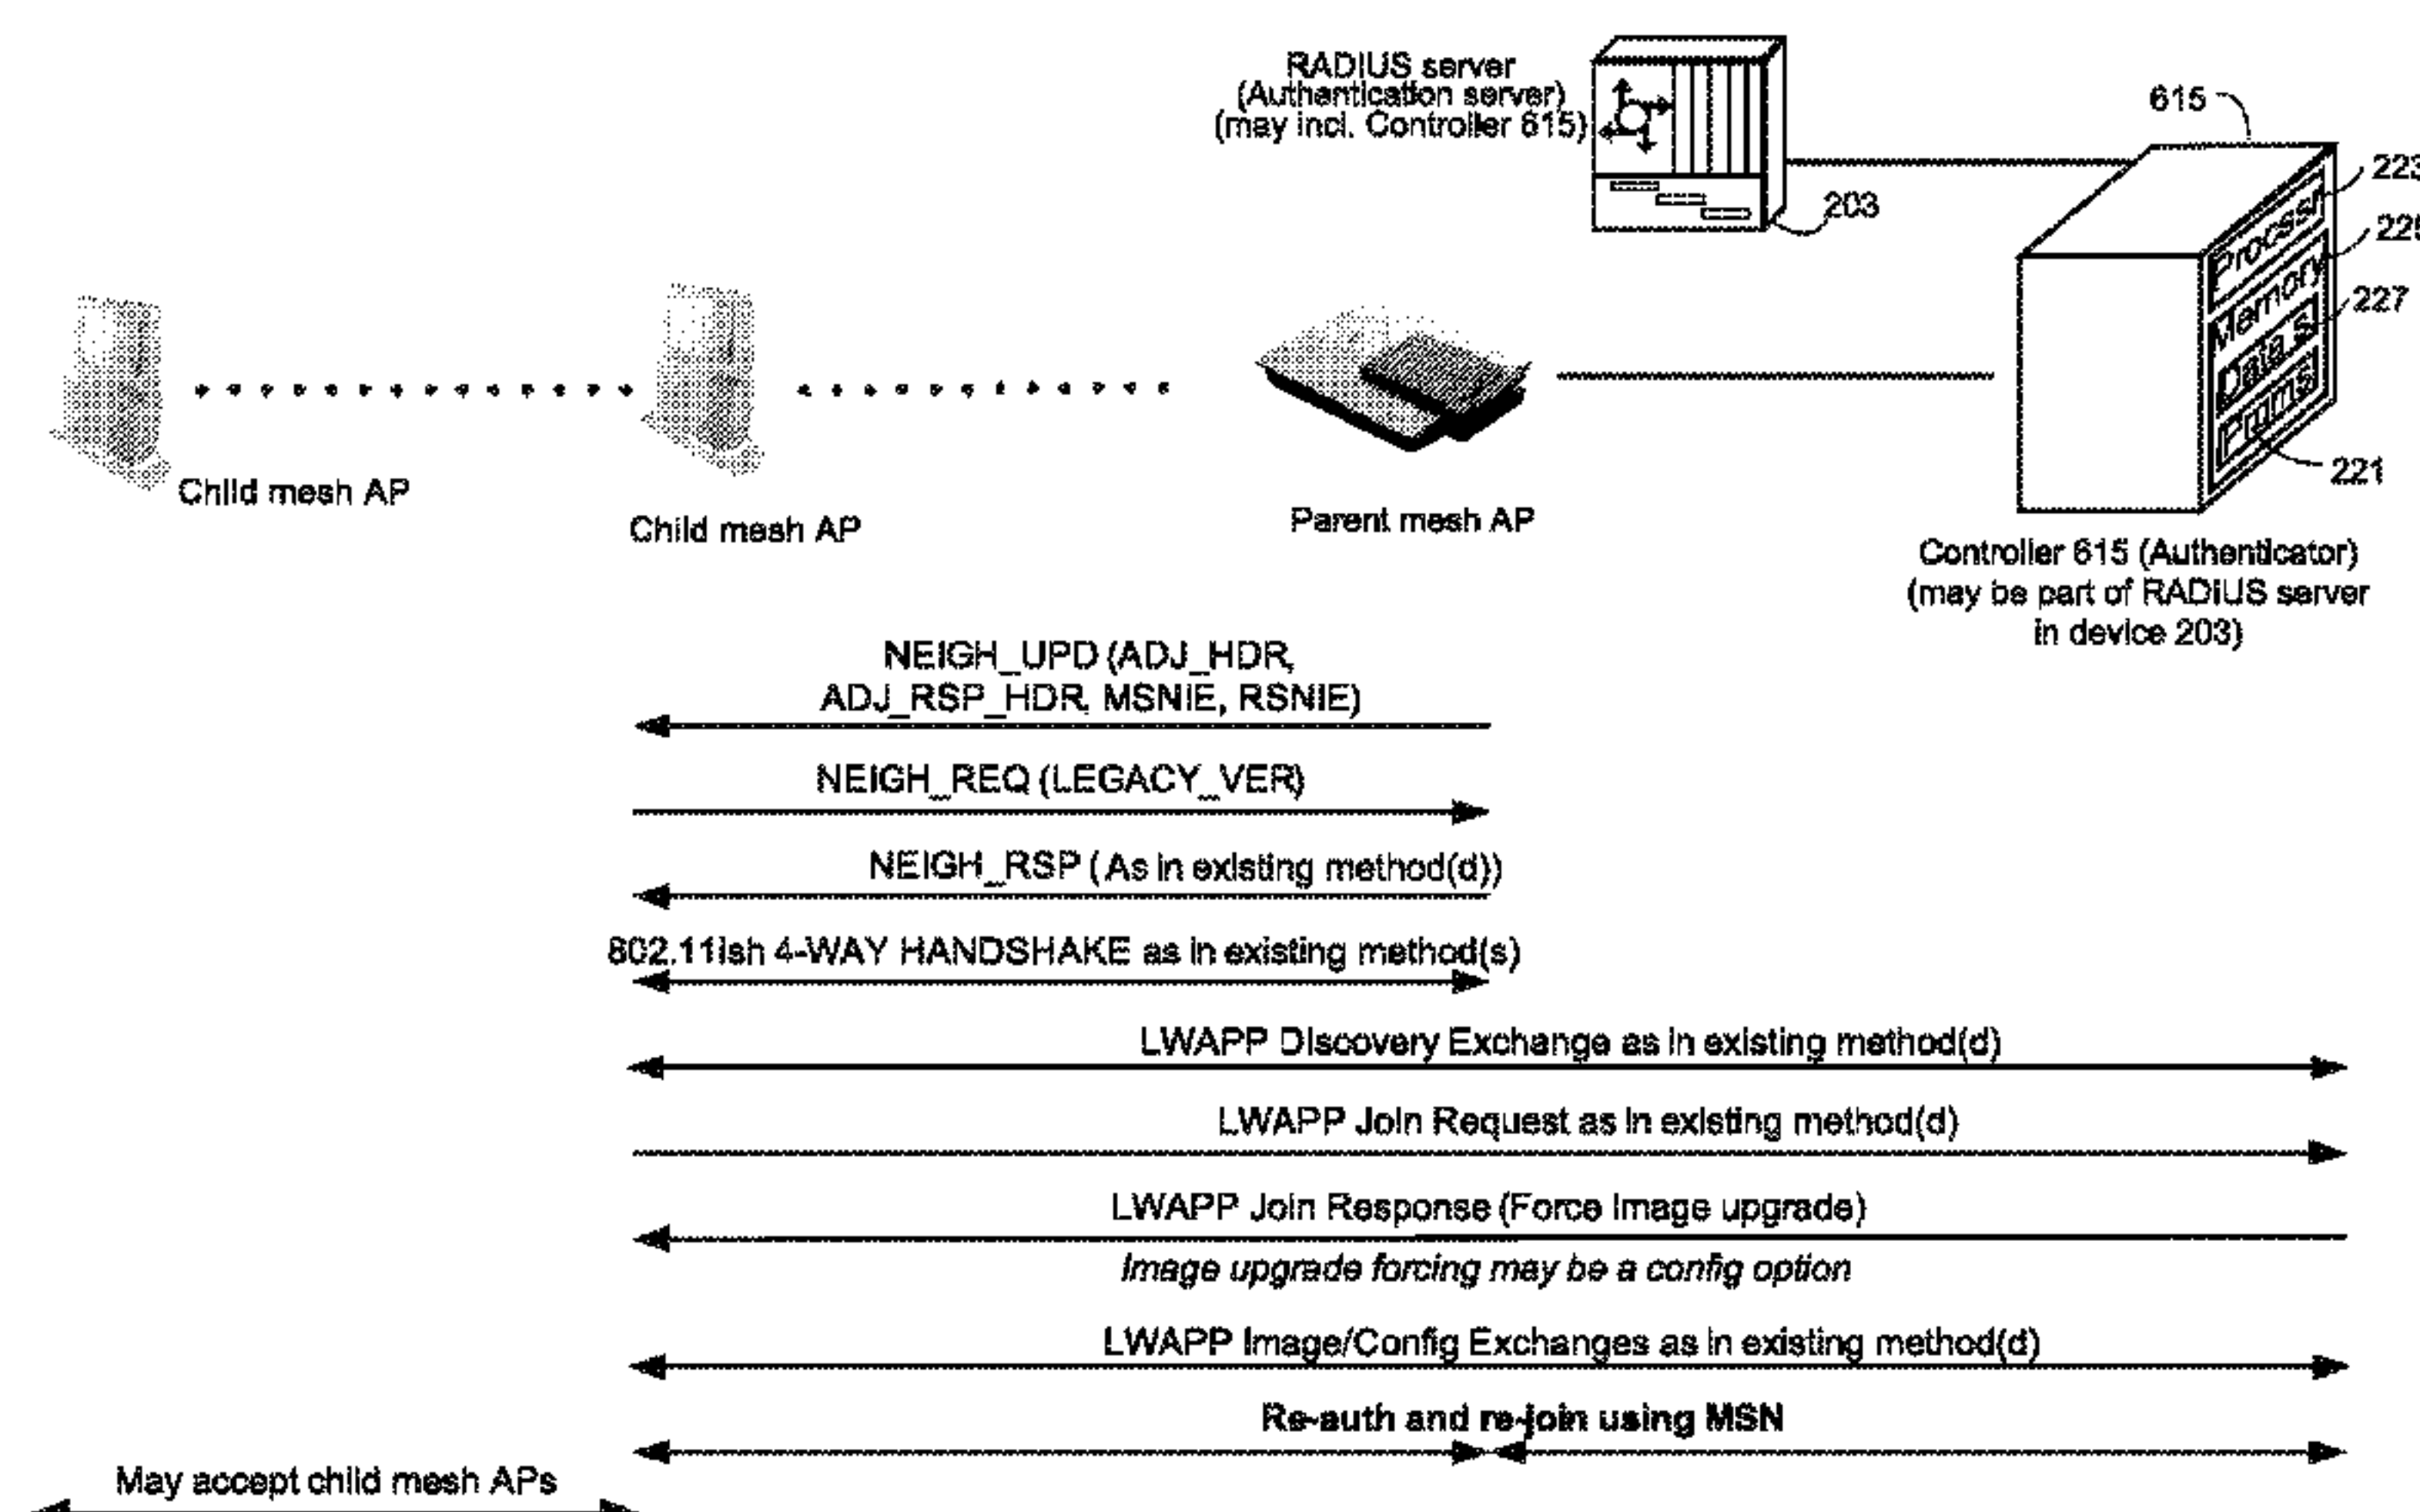 RADIUS server
(Authentication server)
(may incl. Controller 615)
615
223
203
225
227
221
Procssr
Memory
Data s
Prgms
Child mesh AP
Child mesh AP
Parent mesh AP
Controller 615 (Authenticator)
(may be part of RADIUS server
in device 203)
NEIGH_UPD (ADJ_HDR,
ADJ_RSP_HDR, MSNIE, RSNIE)
NEIGH_REQ (LEGACY_VER)
NEIGH_RSP (As in existing method(d))
802.11ish 4-WAY HANDSHAKE as in existing method(s)
LWAPP Discovery Exchange as in existing method(d)
LWAPP Join Request as in existing method(d)
LWAPP Join Response (Force Image upgrade)
Image upgrade forcing may be a config option
LWAPP Image/Config Exchanges as in existing method(d)
Re-auth and re-join using MSN
May accept child mesh APs